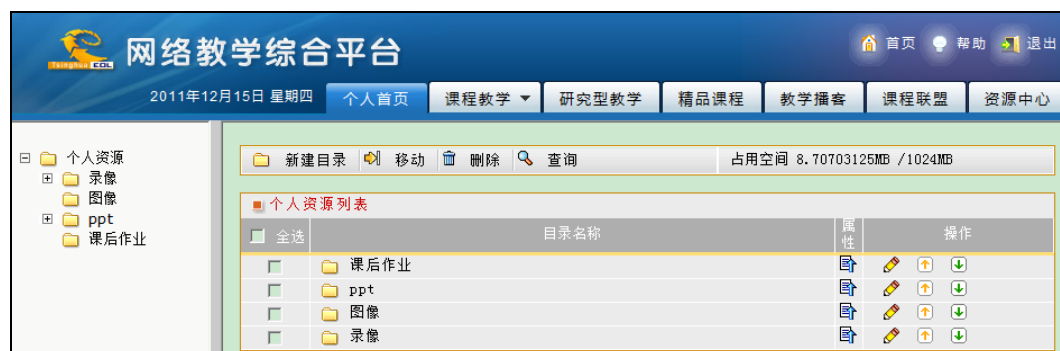 网络教学综合平台
Tsinghua EOL
首页 帮助 退出
2011年12月15日 星期四 个人首页 课程教学 研究型教学 精品课程 教学播客 课程联盟 资源中心
个人资源
录像
图像
ppt
课后作业
新建目录 移动 删除 查询 占用空间 8.70703125MB /1024MB
个人资源列表
全选 目录名称 属性 操作
课后作业
ppt
图像
录像